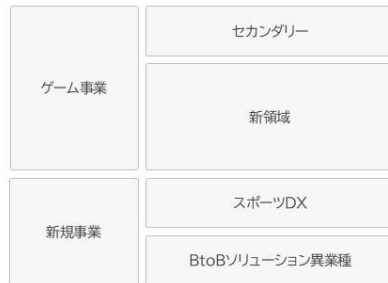 ゲーム事業
セカンダリー
新領域
新規事業
スポーツDX
BtoBソリューション異業種